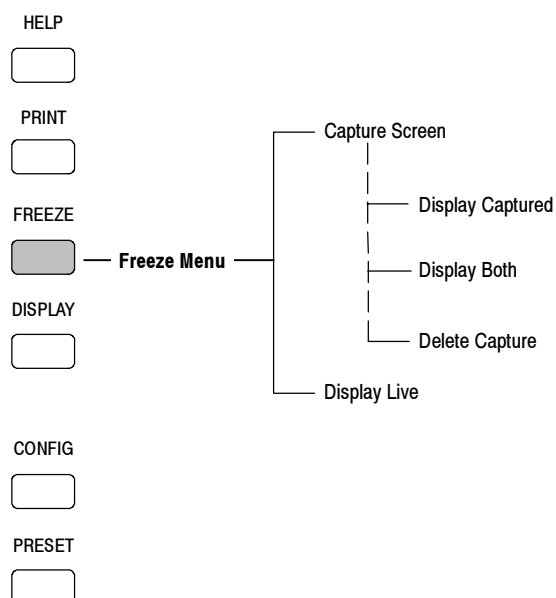 HELP
PRINT
Capture Screen
FREEZE
Display Captured
Freeze Menu
Display Both
DISPLAY
Delete Capture
Display Live
CONFIG
PRESET